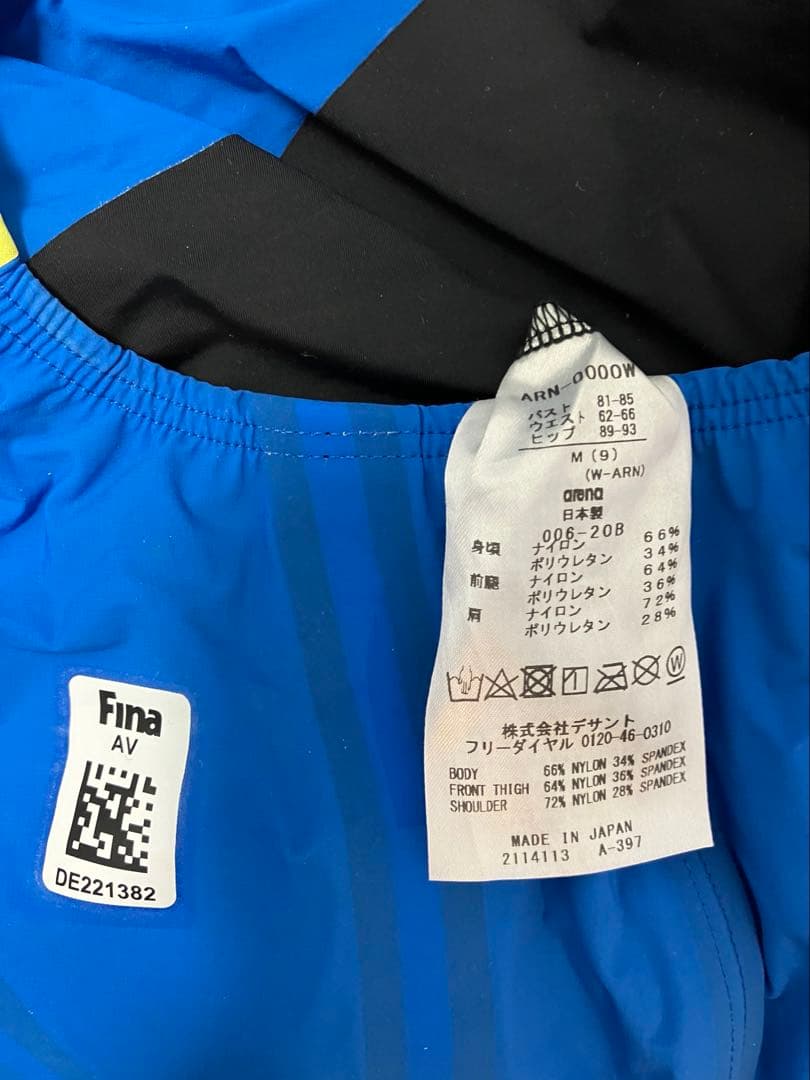 ARN-0000W
バスト 81-85
ウエスト 62-66
ヒップ 89-93
M (9)
(W-ARN)
arena
日本製
006-20B
身頃 ナイロン 66%
ポリウレタン 34%
前腿 ナイロン 64%
ポリウレタン 36%
肩 ナイロン 72%
ポリウレタン 28%
W
株式会社デサント
フリーダイヤル 0120-46-0310
BODY 66% NYLON 34% SPANDEX
FRONT THIGH 64% NYLON 36% SPANDEX
SHOULDER 72% NYLON 28% SPANDEX
MADE IN JAPAN
2114113 A-397
Fina
AV
DE221382